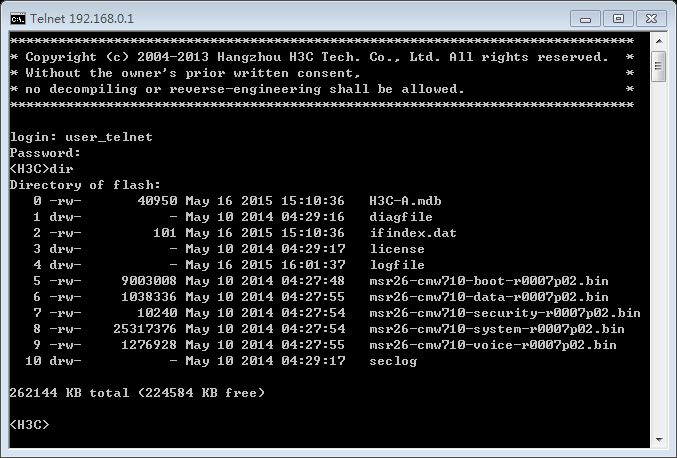 Telnet 192.168.0.1
C:\.
******************************************************************************
* Copyright (c) 2004-2013 Hangzhou H3C Tech. Co., Ltd. All rights reserved.  *
* Without the owner's prior written consent,                                 *
* no decompiling or reverse-engineering shall be allowed.                    *
******************************************************************************
login: user_telnet
Password:
<H3C>dir
Directory of flash:
   0 -rw-       40950 May 16 2015 15:10:36   H3C-A.mdb
   1 drw-           - May 10 2014 04:29:16   diagfile
   2 -rw-         101 May 16 2015 15:10:36   ifindex.dat
   3 drw-           - May 10 2014 04:29:17   license
   4 drw-           - May 16 2015 16:01:37   logfile
   5 -rw-     9003008 May 10 2014 04:27:48   msr26-cmw710-boot-r0007p02.bin
   6 -rw-     1038336 May 10 2014 04:27:55   msr26-cmw710-data-r0007p02.bin
   7 -rw-       10240 May 10 2014 04:27:54   msr26-cmw710-security-r0007p02.bin
   8 -rw-    25317376 May 10 2014 04:27:54   msr26-cmw710-system-r0007p02.bin
   9 -rw-     1276928 May 10 2014 04:27:55   msr26-cmw710-voice-r0007p02.bin
  10 drw-           - May 10 2014 04:29:17   seclog
262144 KB total (224584 KB free)
<H3C>